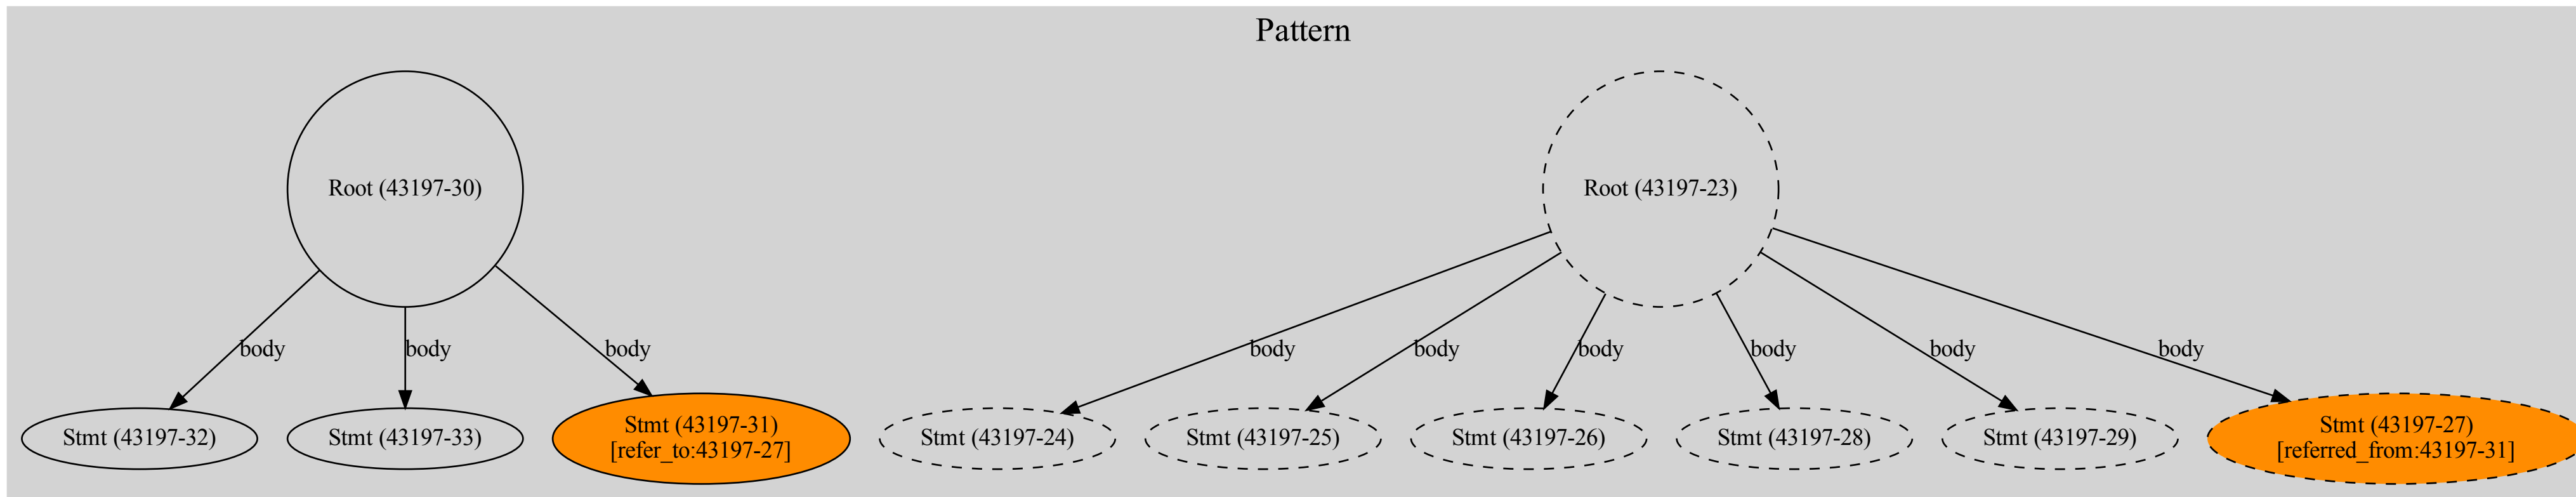 Pattern
Root (43197-30)
Root (43197-23)
body
body
body
body
body
body
body
body
body
Stmt (43197-32)
Stmt (43197-33)
Stmt (43197-31)
[refer_to:43197-27]
Stmt (43197-24)
Stmt (43197-25)
Stmt (43197-26)
Stmt (43197-28)
Stmt (43197-29)
Stmt (43197-27)
[referred_from:43197-31]